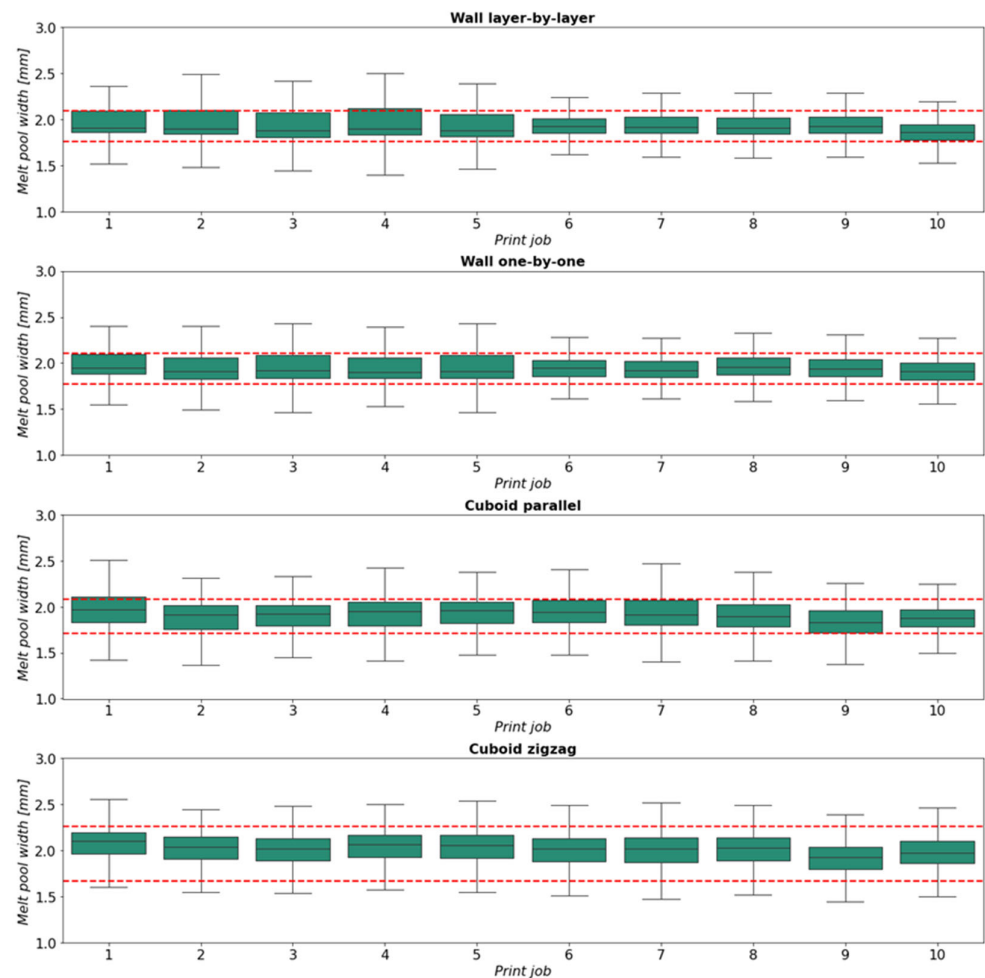 Wall layer-by-layer
Melt pool width [mm]
3.0
2.5
2.0
1.5
1.0
1 2 3 4 5 6 7 8 9 10
Print job
Wall one-by-one
Melt pool width [mm]
3.0
2.5
2.0
1.5
1.0
1 2 3 4 5 6 7 8 9 10
Print job
Cuboid parallel
Melt pool width [mm]
3.0
2.5
2.0
1.5
1.0
1 2 3 4 5 6 7 8 9 10
Print job
Cuboid zigzag
Melt pool width [mm]
3.0
2.5
2.0
1.5
1.0
1 2 3 4 5 6 7 8 9 10
Print job